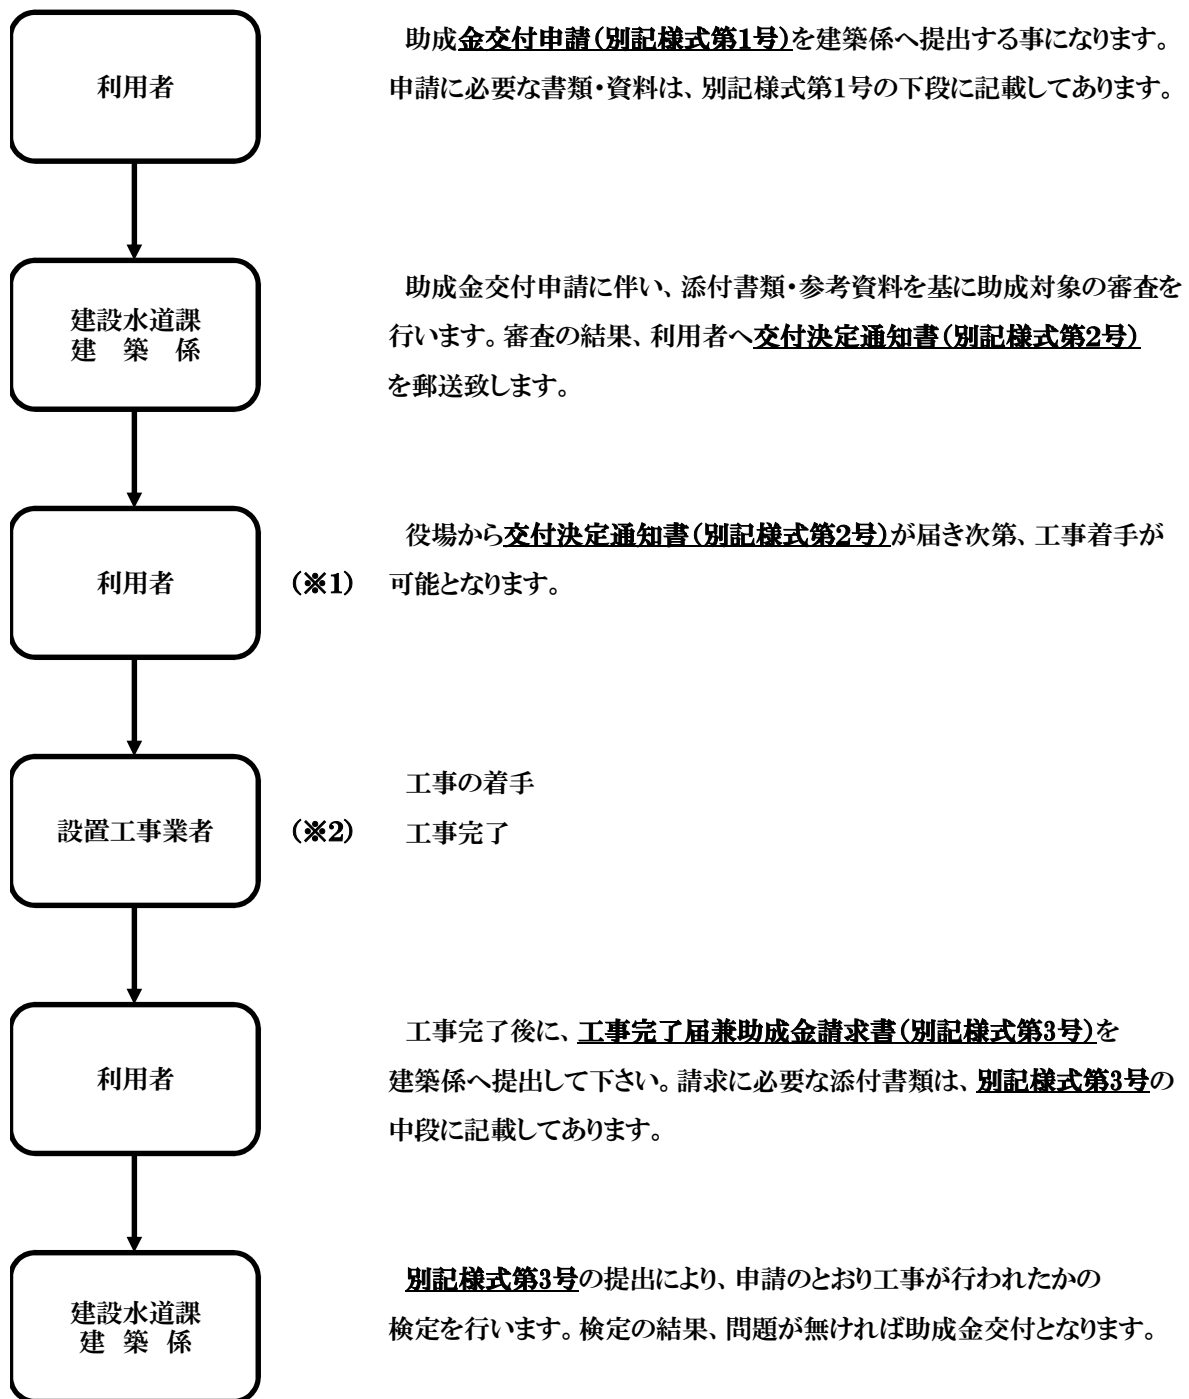 利用者
助成金交付申請(別記様式第1号)を建築係へ提出する事になります。
申請に必要な書類・資料は、別記様式第1号の下段に記載してあります。
建設水道課
建 築 係
助成金交付申請に伴い、添付書類・参考資料を基に助成対象の審査を
行います。審査の結果、利用者へ交付決定通知書(別記様式第2号)
を郵送致します。
利用者
(※1)
役場から交付決定通知書(別記様式第2号)が届き次第、工事着手が
可能となります。
設置工事業者
(※2)
工事の着手
工事完了
利用者
工事完了後に、工事完了届兼助成金請求書(別記様式第3号)を
建築係へ提出して下さい。請求に必要な添付書類は、別記様式第3号の
中段に記載してあります。
建設水道課
建 築 係
別記様式第3号の提出により、申請のとおり工事が行われたかの
検定を行います。検定の結果、問題が無ければ助成金交付となります。